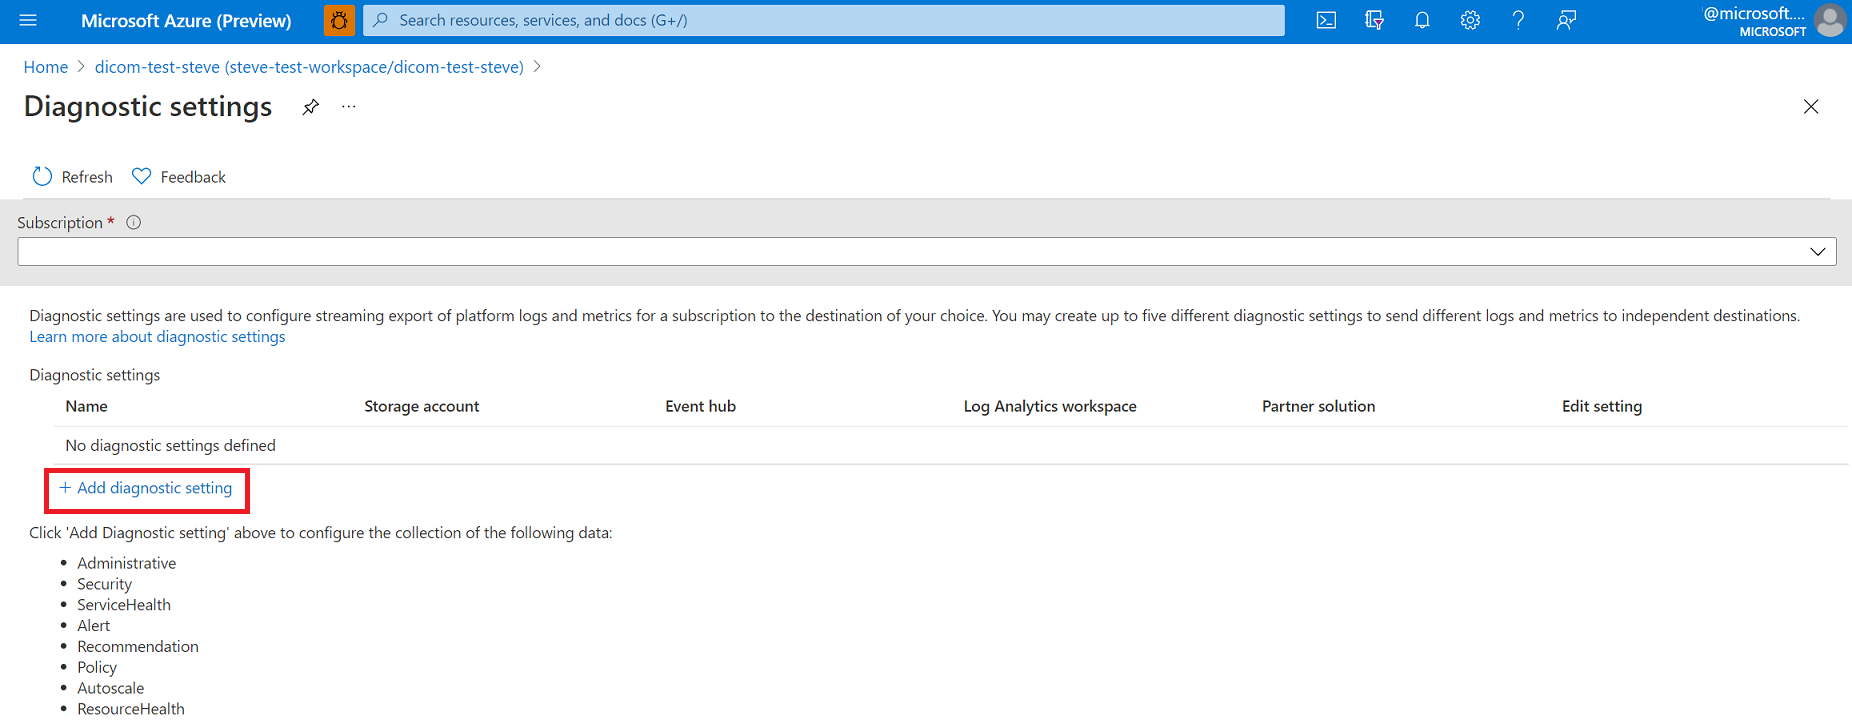 Microsoft Azure (Preview)
Search resources, services, and docs (G+/)
@microsoft....
MICROSOFT
Home > dicom-test-steve (steve-test-workspace/dicom-test-steve) >
Diagnostic settings ...
Refresh Feedback
Subscription *
Diagnostic settings are used to configure streaming export of platform logs and metrics for a subscription to the destination of your choice. You may create up to five different diagnostic settings to send different logs and metrics to independent destinations.
Learn more about diagnostic settings
Diagnostic settings
Name Storage account Event hub Log Analytics workspace Partner solution Edit setting
No diagnostic settings defined
+ Add diagnostic setting
Click 'Add Diagnostic setting' above to configure the collection of the following data:
• Administrative
• Security
• ServiceHealth
• Alert
• Recommendation
• Policy
• Autoscale
• ResourceHealth